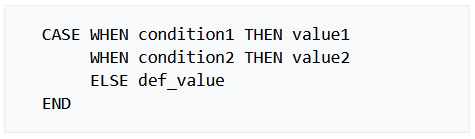 CASE WHEN condition1 THEN value1
     WHEN condition2 THEN value2
     ELSE def_value
END